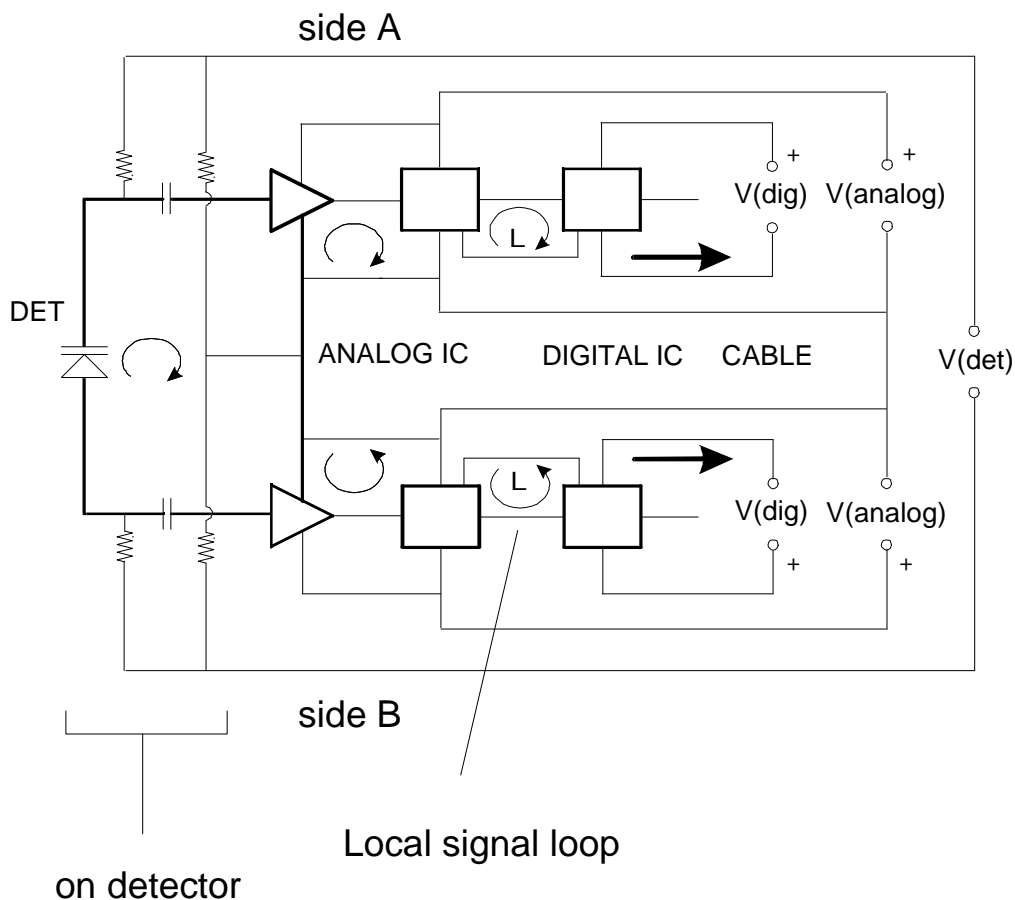 side A
+ +
V(dig) V(analog)
L
DET
ANALOG IC DIGITAL IC CABLE
V(det)
L
V(dig) V(analog)
+ +
side B
Local signal loop
on detector